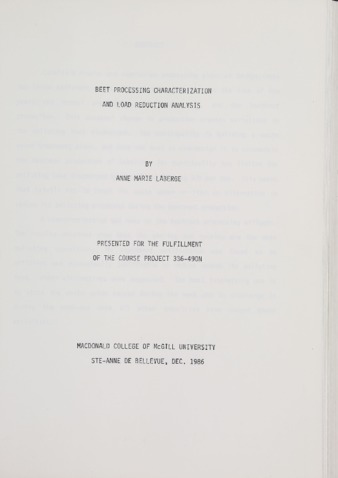 BEET PROCESSING CHARACTERIZATION
AND LOAD REDUCTION ANALYSIS
BY
ANNE MARIE LABERGE
PRESENTED FOR THE FULFILLMENT
OF THE COURSE PROJECT 336-490N
MACDONALD COLLEGE OF McGILL UNIVERSITY
STE-ANNE DE BELLEVUE, DEC. 1986